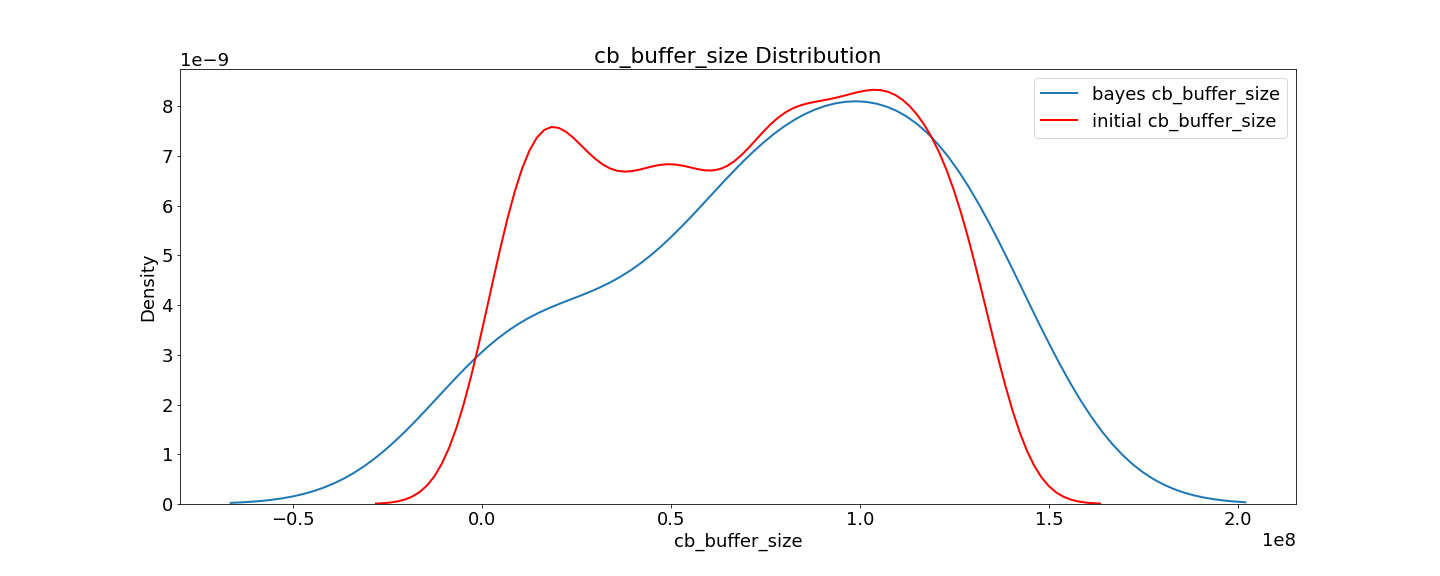 cb_buffer_size Distribution
1e−9
bayes cb_buffer_size
initial cb_buffer_size
8
7
6
5
4
3
2
1
0
Density
−0.5 0.0 0.5 1.0 1.5 2.0
cb_buffer_size
1e8